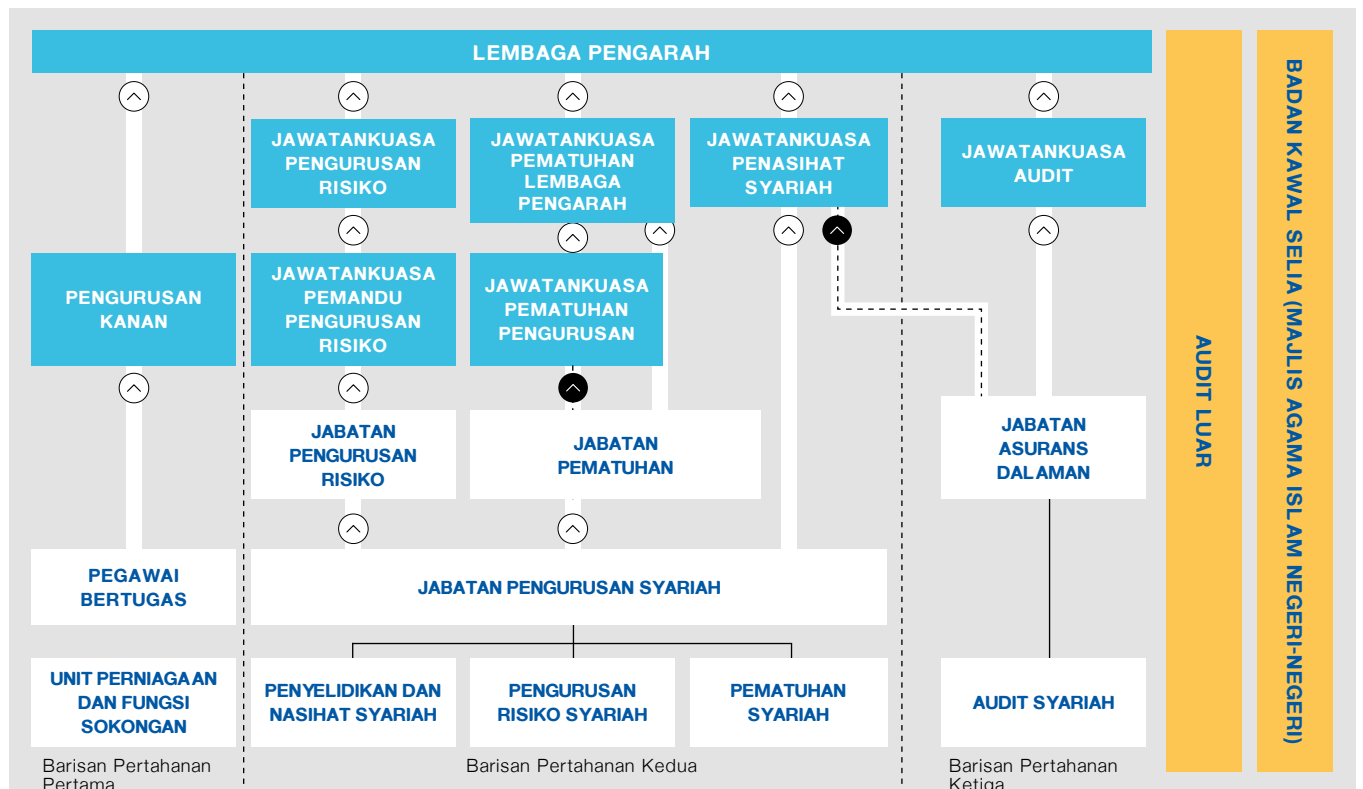 LEMBAGA PENGARAH
JAWATANKUASA
PENGURUSAN
RISIKO
JAWATANKUASA
PEMATUHAN
LEMBAGA
PENGARAH
JAWATANKUASA
PENASIHAT
SYARIAH
JAWATANKUASA
AUDIT
PENGURUSAN
KANAN
JAWATANKUASA
PEMANDU
PENGURUSAN
RISIKO
JAWATANKUASA
PEMATUHAN
PENGURUSAN
JABATAN
PENGURUSAN
RISIKO
JABATAN
PEMATUHAN
JABATAN
ASURANS
DALAMAN
PEGAWAI
BERTUGAS
JABATAN PENGURUSAN SYARIAH
UNIT PERNIAGAAN
DAN FUNGSI
SOKONGAN
PENYELIDIKAN DAN
NASIHAT SYARIAH
PENGURUSAN
RISIKO SYARIAH
PEMATUHAN
SYARIAH
AUDIT SYARIAH
Barisan Pertahanan
Pertama
Barisan Pertahanan Kedua
Barisan Pertahanan
Ketiga
AUDIT LUAR
BADAN KAWAL SELIA (MAJLIS AGAMA ISLAM NEGERI-NEGERI)